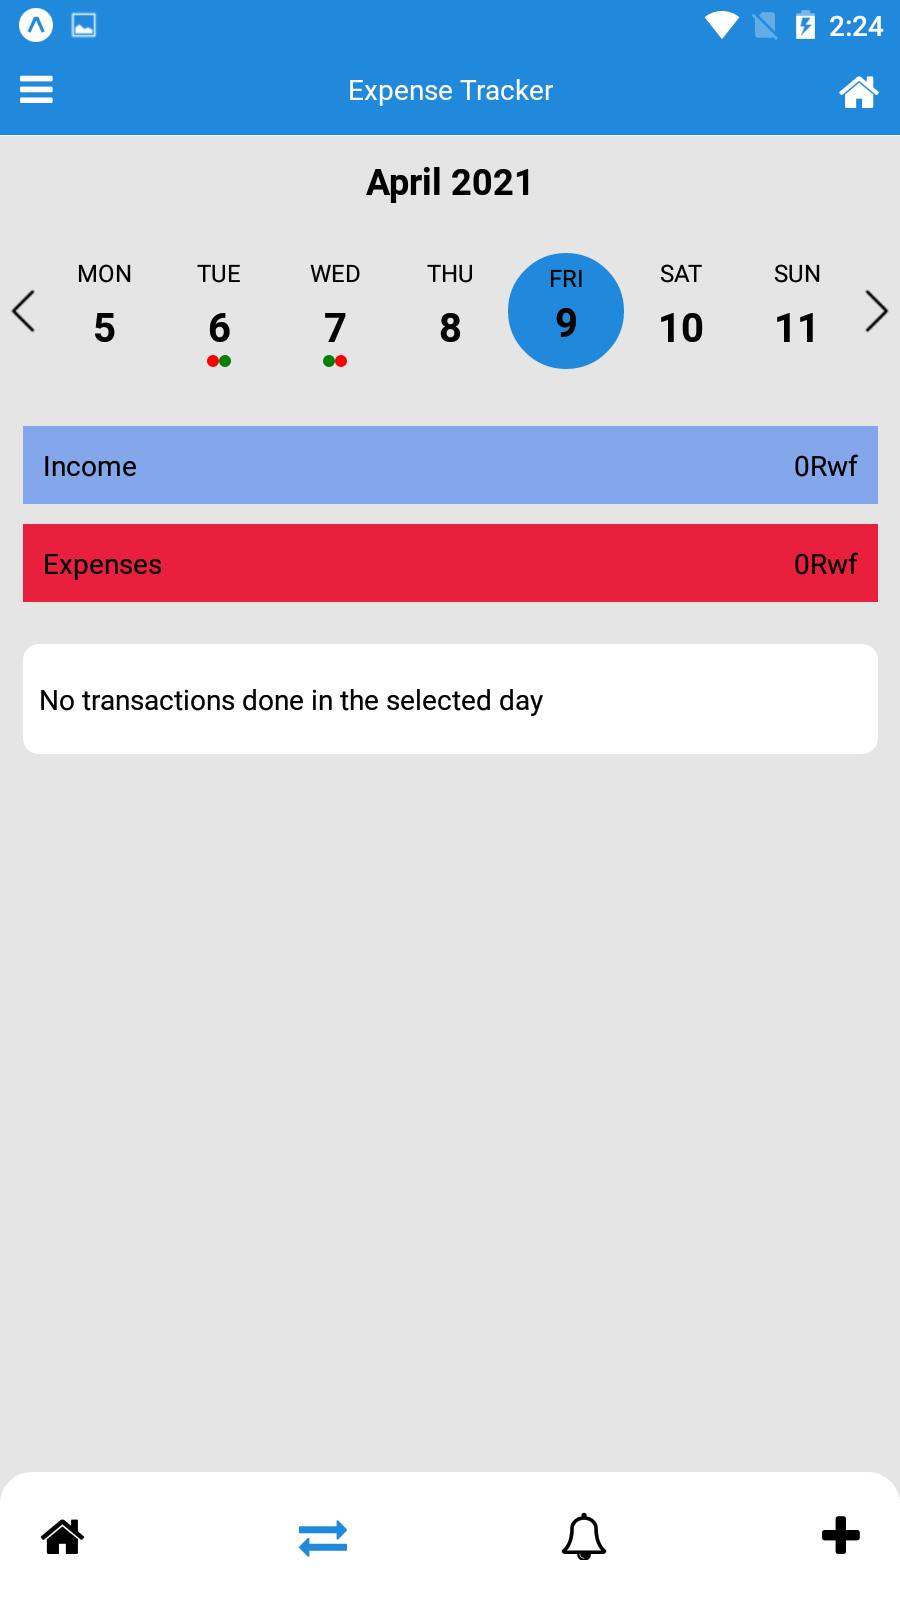 2:24
Expense Tracker
April 2021
MON TUE WED THU FRI SAT SUN
5 6 7 8 9 10 11
Income 0Rwf
Expenses 0Rwf
No transactions done in the selected day